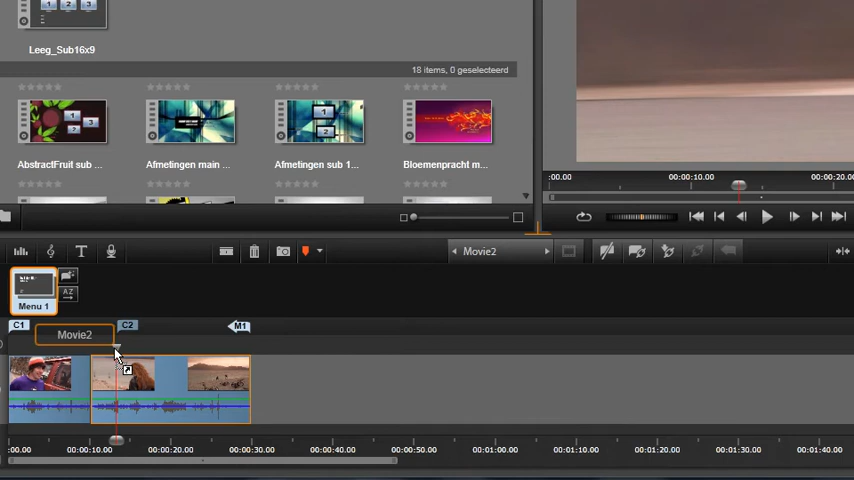 Leeg_Sub16x9
18 items, 0 geselecteerd
AbstractFruit sub ...
Afmetingen main ...
Afmetingen sub 1...
Bloemenpracht m...
:00.00
00:00:10.00
00:00:20.00
Movie2
Menu 1
AZ
C1
Movie2
C2
M1
:00.00
00:00:10.00
00:00:20.00
00:00:30.00
00:00:40.00
00:00:50.00
00:01:00.00
00:01:10.00
00:01:20.00
00:01:30.00
00:01:40.00